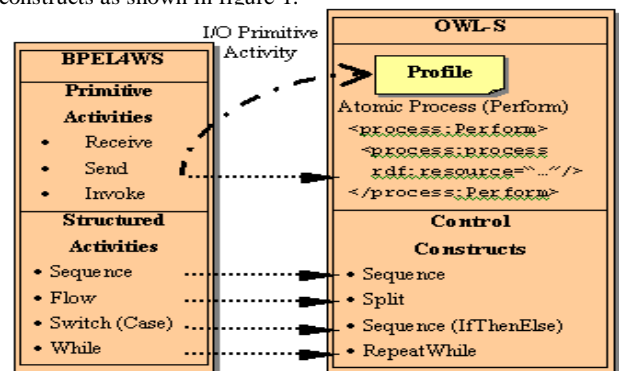 constructs as shown in figure 1.
I/O Primitive
Activity
BPEL4WS
Primitive
Activities
• Receive
• Send
• Invoke
Structured
Activities
• Sequence
• Flow
• Switch (Case)
• While
OWL-S
Profile
Atomic Process (Perform)
<process:Perform>
<process:process
rdf:resource="…"/>
</process:Perform>
Control
Constructs
• Sequence
• Split
• Sequence (IfThenElse)
• RepeatWhile